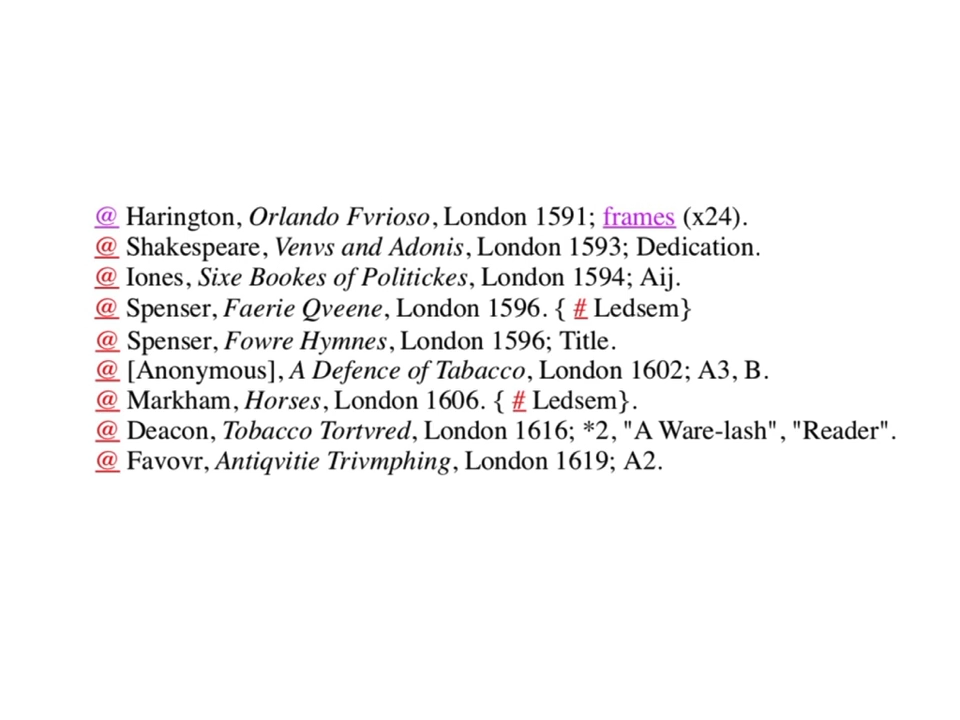 @ Harington, Orlando Fvrioso, London 1591; frames (x24).
@ Shakespeare, Venvs and Adonis, London 1593; Dedication.
@ Iones, Sixe Bookes of Politickes, London 1594; Aij.
@ Spenser, Faerie Qveene, London 1596. { # Ledsem}
@ Spenser, Fowre Hymnes, London 1596; Title.
@ [Anonymous], A Defence of Tabacco, London 1602; A3, B.
@ Markham, Horses, London 1606. { # Ledsem}.
@ Deacon, Tobacco Tortvred, London 1616; *2, "A Ware-lash", "Reader".
@ Favovr, Antiqvitie Trivmphing, London 1619; A2.